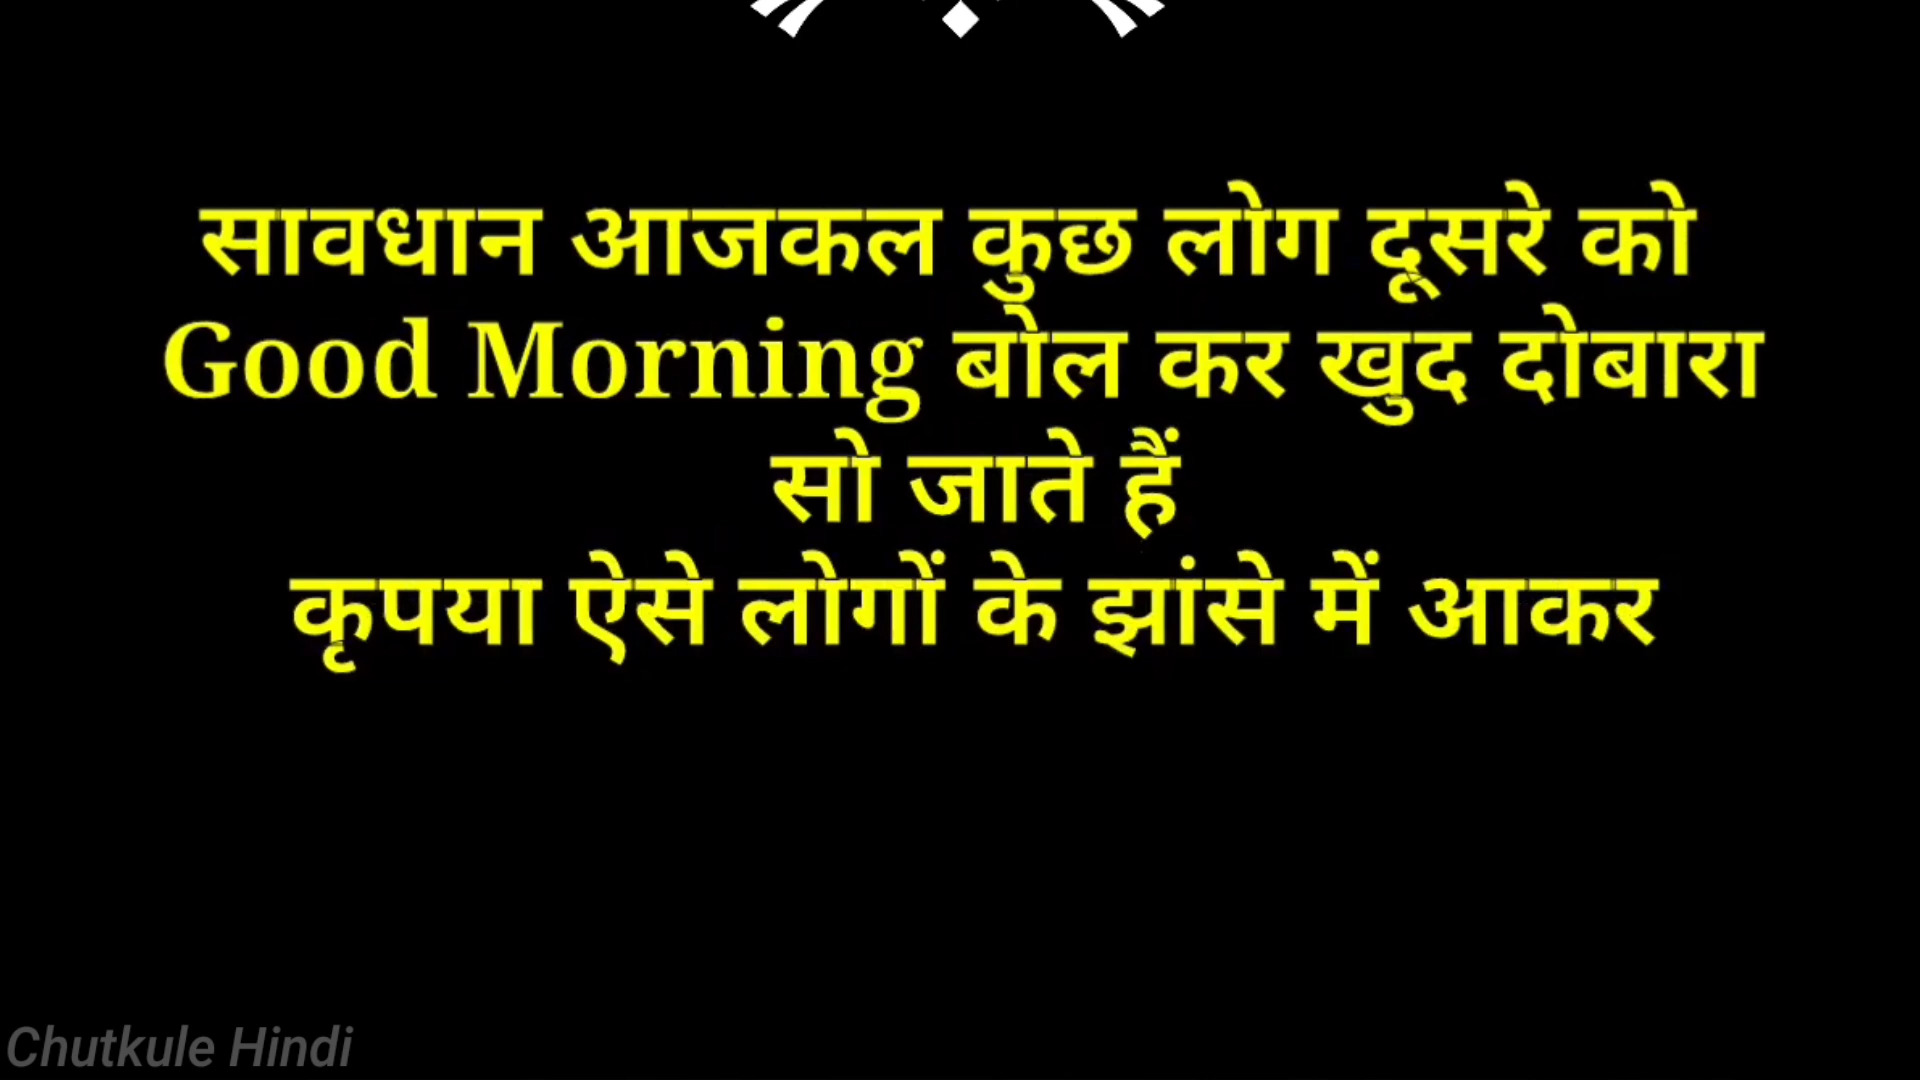 सावधान आजकल कुछ लोग दूसरे को
Good Morning बोल कर खुद दोबारा
सो जाते हैं
कृपया ऐसे लोगों के झांसे में आकर
Chutkule Hindi